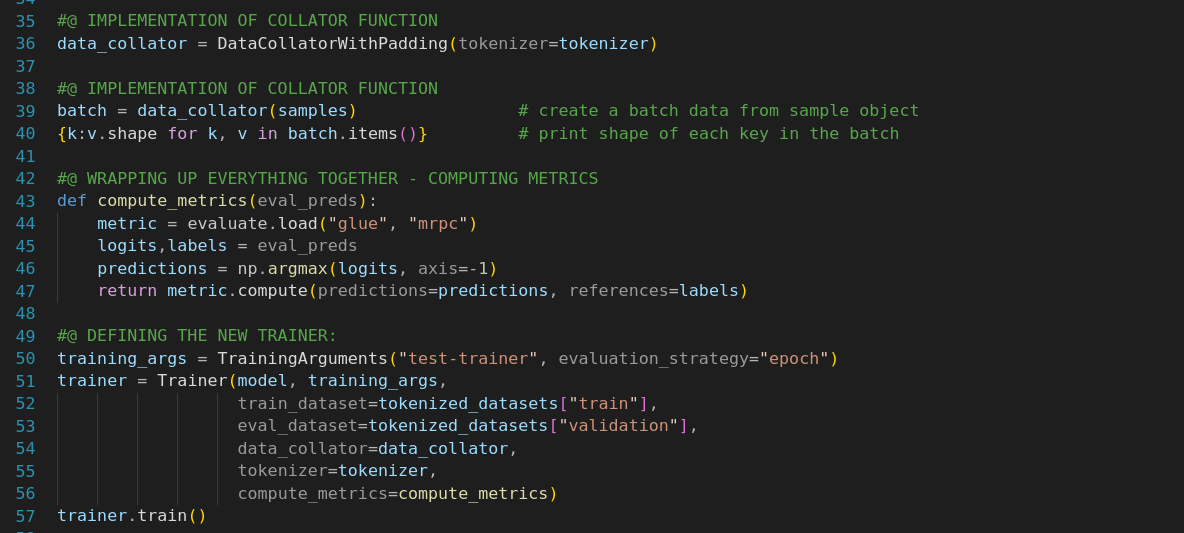 35 #@ IMPLEMENTATION OF COLLATOR FUNCTION
36 data_collator = DataCollatorWithPadding(tokenizer=tokenizer)
37
38 #@ IMPLEMENTATION OF COLLATOR FUNCTION
39 batch = data_collator(samples)                # create a batch data from sample object
40 {k:v.shape for k, v in batch.items()}         # print shape of each key in the batch
41
42 #@ WRAPPING UP EVERYTHING TOGETHER - COMPUTING METRICS
43 def compute_metrics(eval_preds):
44     metric = evaluate.load("glue", "mrpc")
45     logits,labels = eval_preds
46     predictions = np.argmax(logits, axis=-1)
47     return metric.compute(predictions=predictions, references=labels)
48
49 #@ DEFINING THE NEW TRAINER:
50 training_args = TrainingArguments("test-trainer", evaluation_strategy="epoch")
51 trainer = Trainer(model, training_args,
52                   train_dataset=tokenized_datasets["train"],
53                   eval_dataset=tokenized_datasets["validation"],
54                   data_collator=data_collator,
55                   tokenizer=tokenizer,
56                   compute_metrics=compute_metrics)
57 trainer.train()